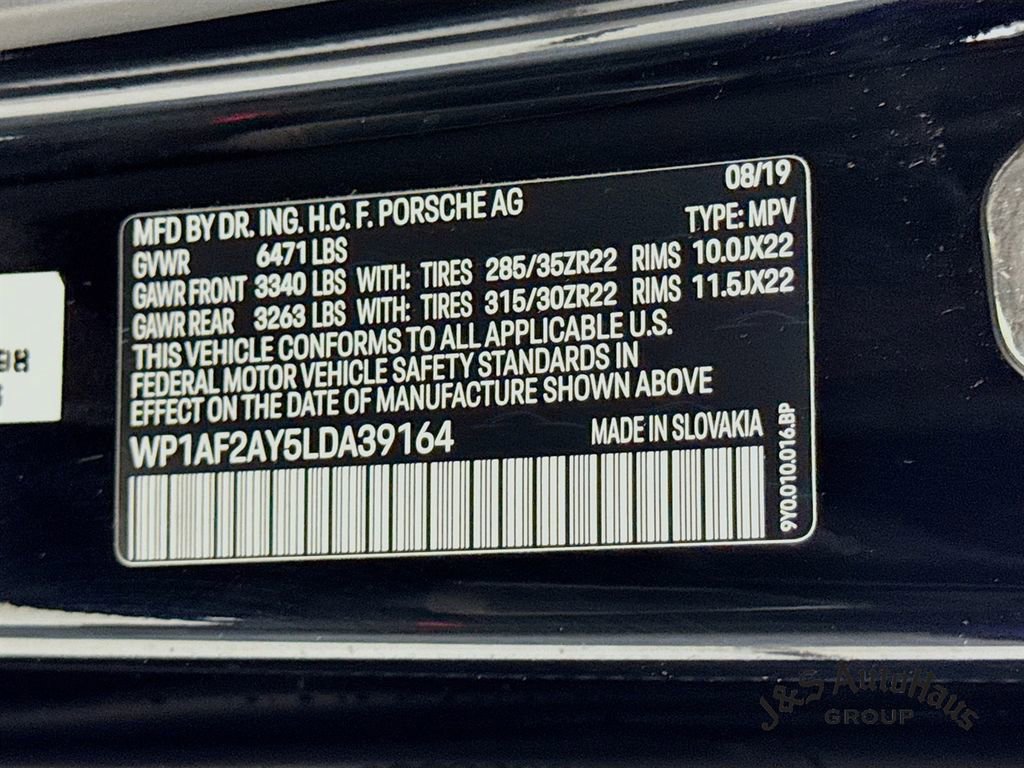 08/19
MFD BY DR. ING. H.C. F. PORSCHE AG
TYPE: MPV
GVWR 6471 LBS
GAWR FRONT 3340 LBS WITH: TIRES 285/35ZR22 RIMS 10.0JX22
GAWR REAR 3263 LBS WITH: TIRES 315/30ZR22 RIMS 11.5JX22
THIS VEHICLE CONFORMS TO ALL APPLICABLE U.S.
FEDERAL MOTOR VEHICLE SAFETY STANDARDS IN
EFFECT ON THE DATE OF MANUFACTURE SHOWN ABOVE
WP1AF2AY5LDA39164 MADE IN SLOVAKIA
9Y0.010.016.BP
J&S AutoHaus
GROUP